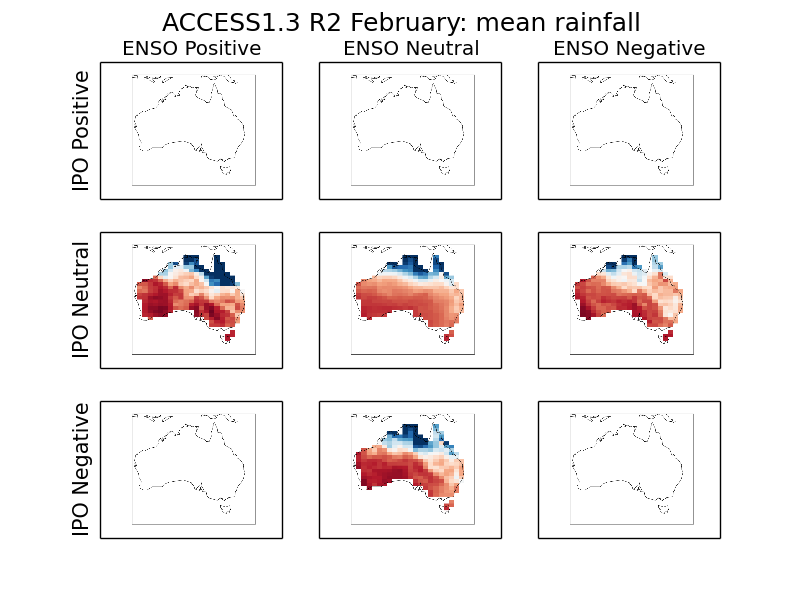 ACCESS1.3 R2 February: mean rainfall
ENSO Positive
ENSO Neutral
ENSO Negative
IPO Positive
IPO Neutral
IPO Negative